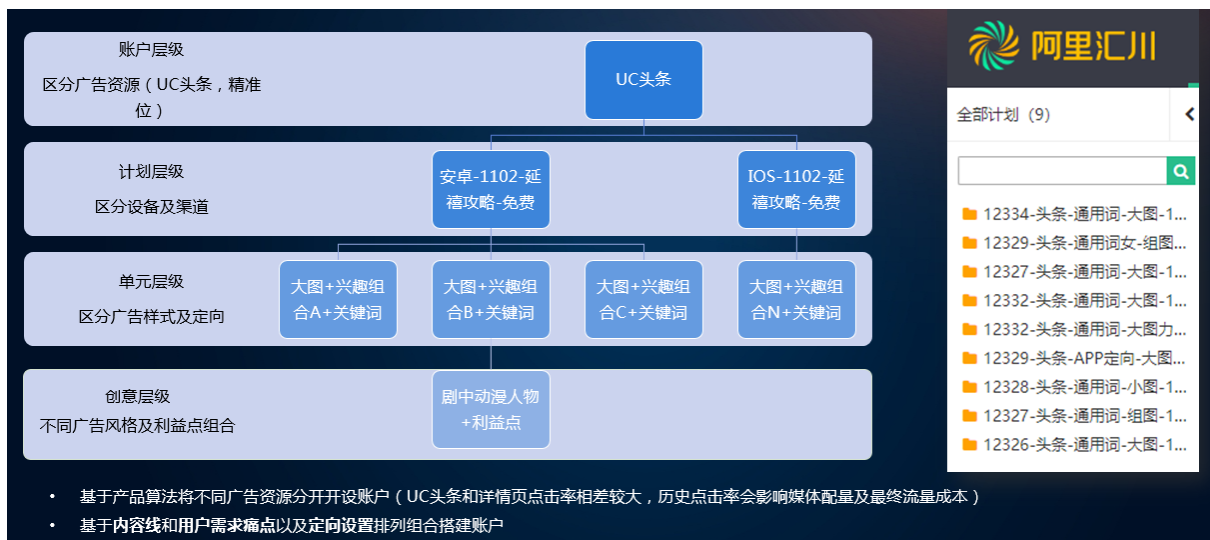 账户层级
区分广告资源（UC头条，精准
位）
UC头条
计划层级
区分设备及渠道
安卓-1102-延
禧攻略-免费
IOS-1102-延
禧攻略-免费
单元层级
区分广告样式及定向
大图+兴趣组
合A+关键词
大图+兴趣组
合B+关键词
大图+兴趣组
合C+关键词
大图+兴趣组
合N+关键词
创意层级
不同广告风格及利益点组合
剧中动漫人物
+利益点
• 基于产品算法将不同广告资源分开开设账户（UC头条和详情页点击率相差较大，历史点击率会影响媒体配量及最终流量成本）
• 基于内容线和用户需求痛点以及定向设置排列组合搭建账户
阿里汇川
全部计划（9）
12334-头条-通用词-大图-1...
12329-头条-通用词女-组图...
12327-头条-通用词-大图-1...
12332-头条-通用词-大图-1...
12332-头条-通用词-大图力...
12329-头条-APP定向-大图...
12328-头条-通用词-小图-1...
12327-头条-通用词-组图-1...
12326-头条-通用词-大图-1...